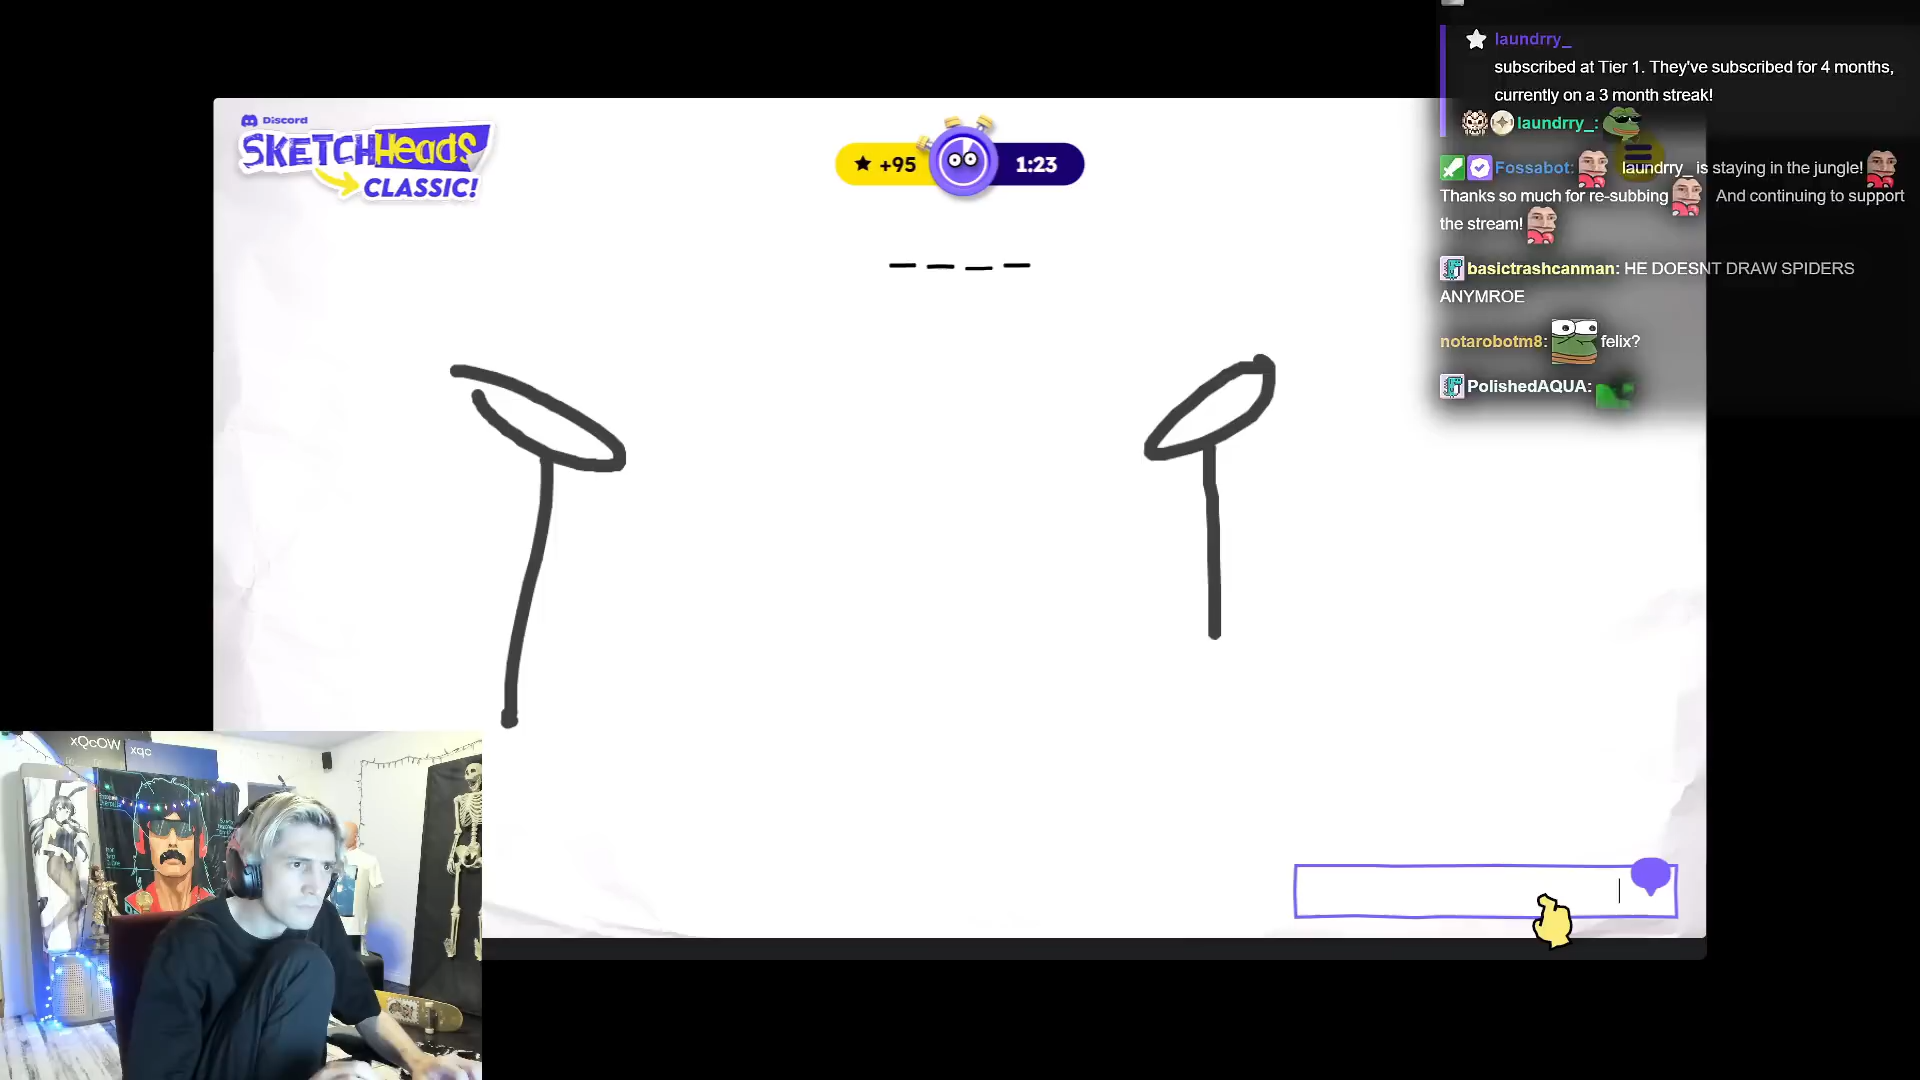 laundrry_
subscribed at Tier 1. They've subscribed for 4 months,
currently on a 3 month streak!
laundrry_:
Discord
SKETCHHeadS
CLASSIC!
+95
1:23
Fossabot: laundrry_ is staying in the jungle!
Thanks so much for re-subbing And continuing to support
the stream!
basictrashcanman: HE DOESNT DRAW SPIDERS
ANYMROE
notarobotm8: felix?
PolishedAQUA:
xQcOW
xqc